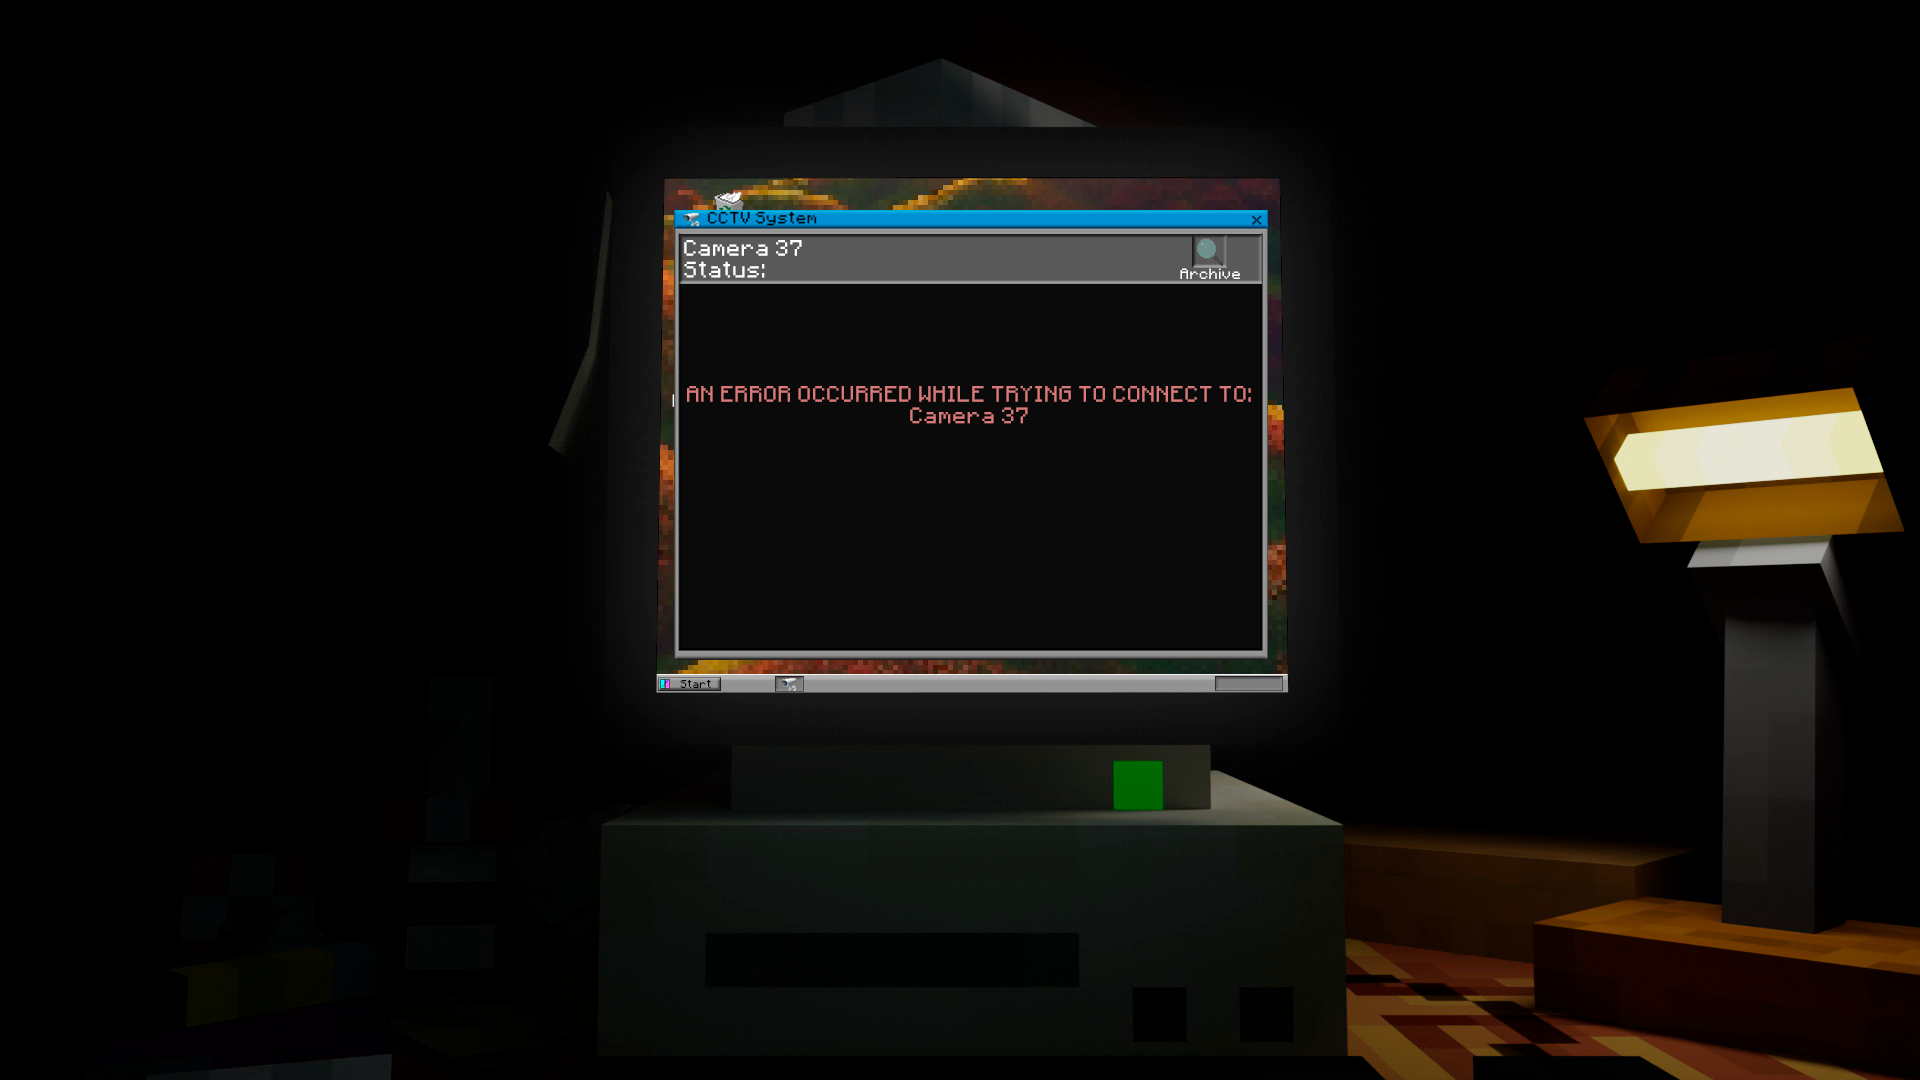 CCTV System
Camera 37
Status:
Archive
AN ERROR OCCURRED WHILE TRYING TO CONNECT TO:
Camera 37
Start